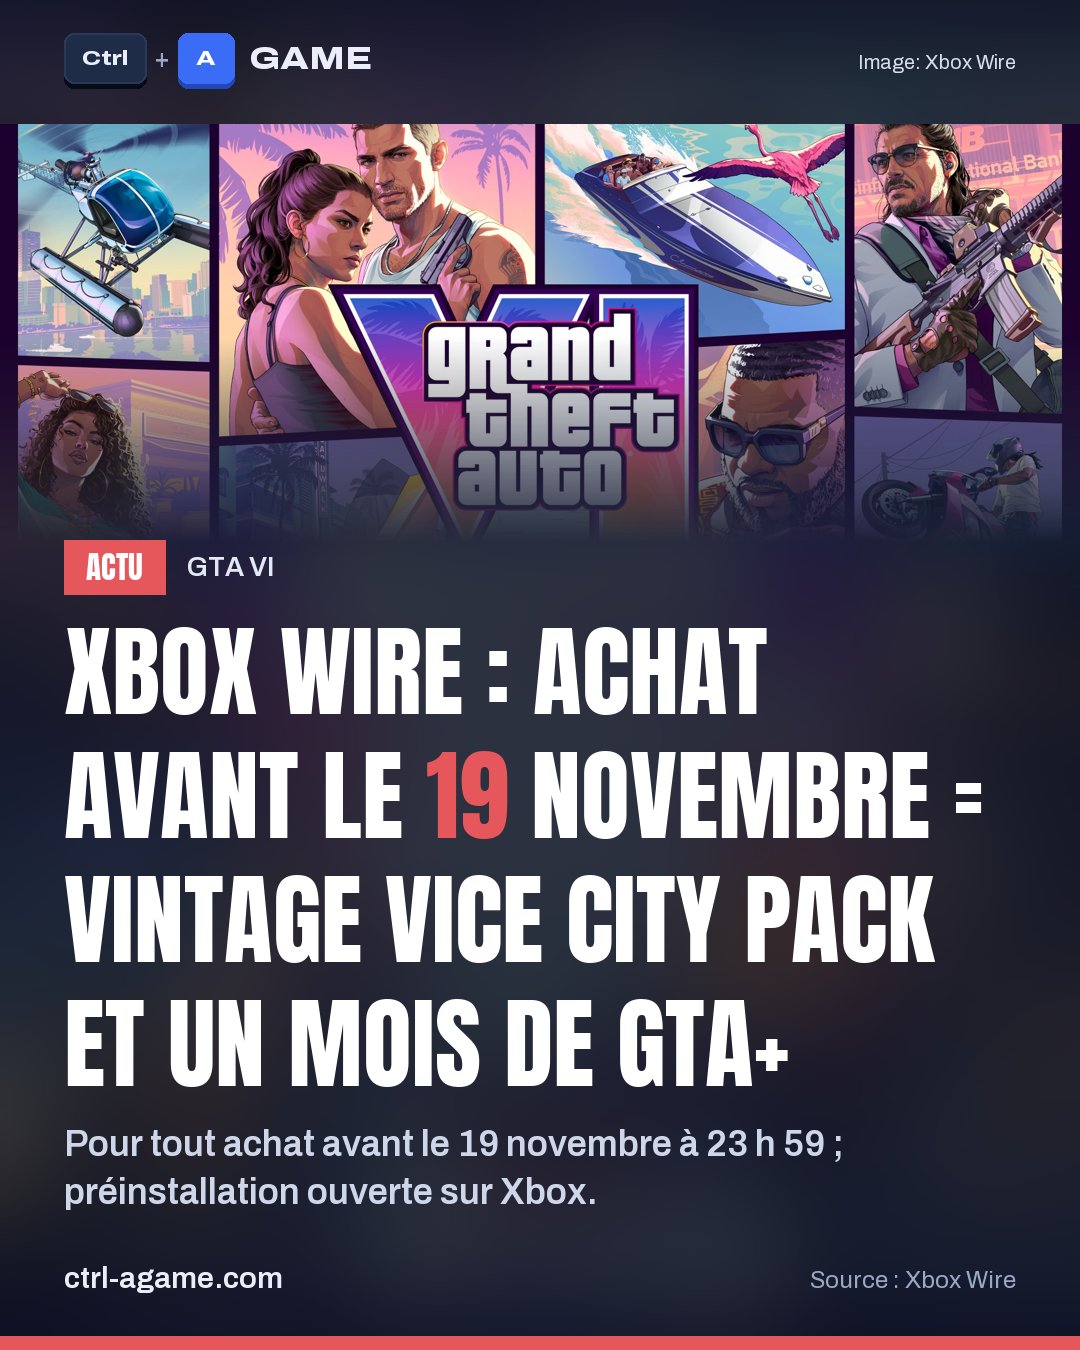 Ctrl + A GAME
Image: Xbox Wire
VI
grand
theft
auto
ACTU GTA VI
XBOX WIRE : ACHAT
AVANT LE 19 NOVEMBRE =
VINTAGE VICE CITY PACK
ET UN MOIS DE GTA+
Pour tout achat avant le 19 novembre à 23 h 59 ;
préinstallation ouverte sur Xbox.
ctrl-agame.com
Source : Xbox Wire